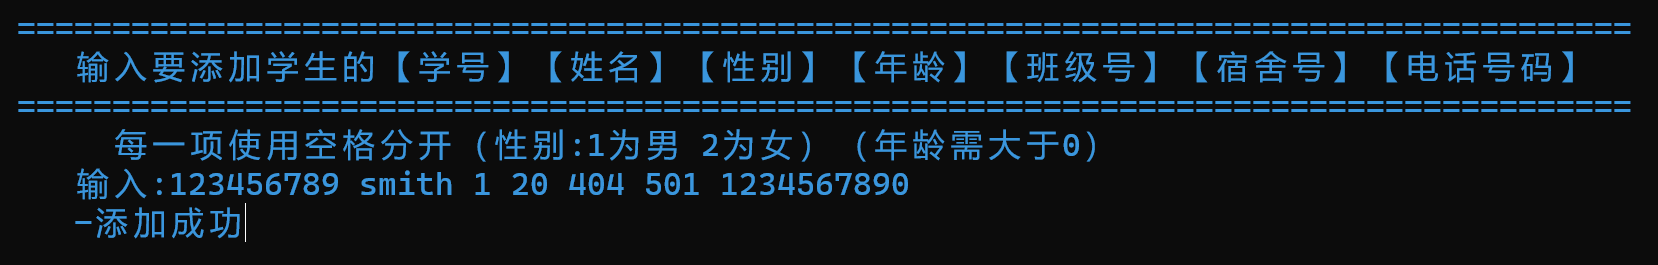 =====================================================================================
输入要添加学生的【学号】【姓名】【性别】【年龄】【班级号】【宿舍号】【电话号码】
=====================================================================================
每一项使用空格分开 (性别:1为男 2为女) (年龄需大于0)
输入:123456789 smith 1 20 404 501 1234567890
-添加成功